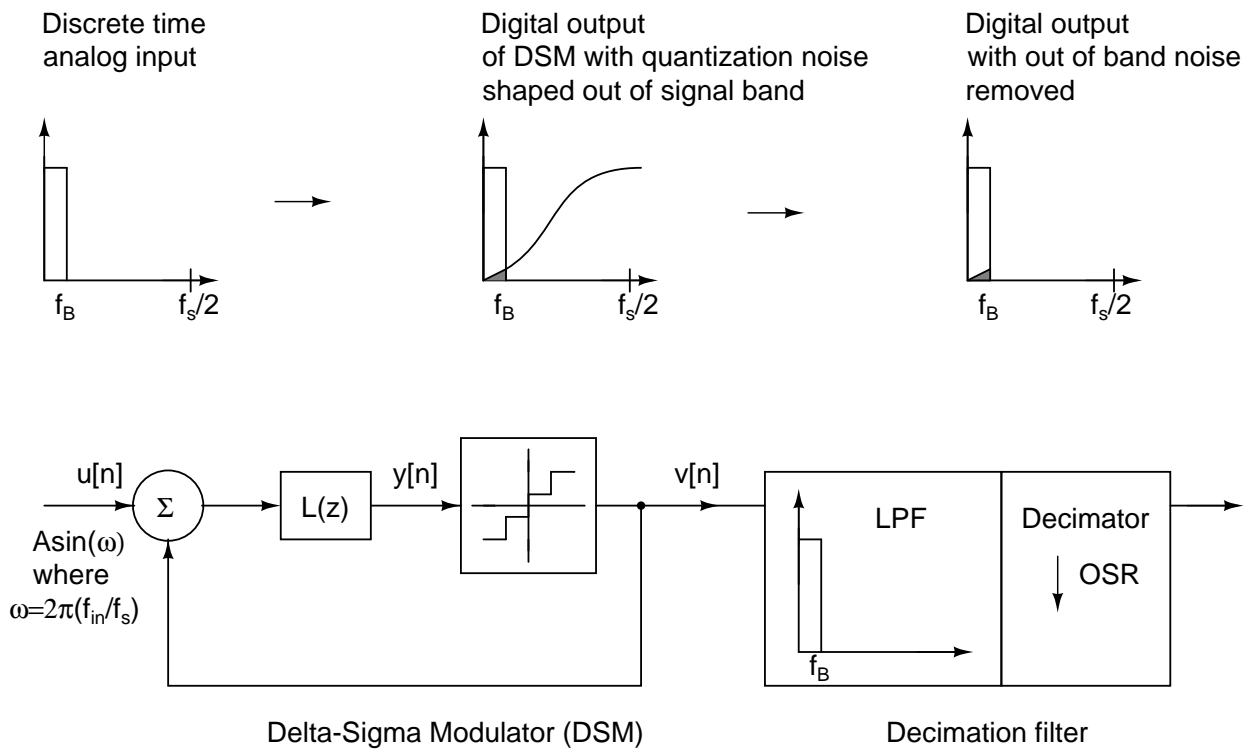 Discrete time
analog input
Digital output
of DSM with quantization noise
shaped out of signal band
Digital output
with out of band noise
removed
f_B
f_s/2
f_B
f_s/2
f_B
f_s/2
u[n]
Σ
L(z)
y[n]
v[n]
Asin(ω)
where
ω=2π(f_in/f_s)
LPF
f_B
Decimator
OSR
Delta-Sigma Modulator (DSM)
Decimation filter